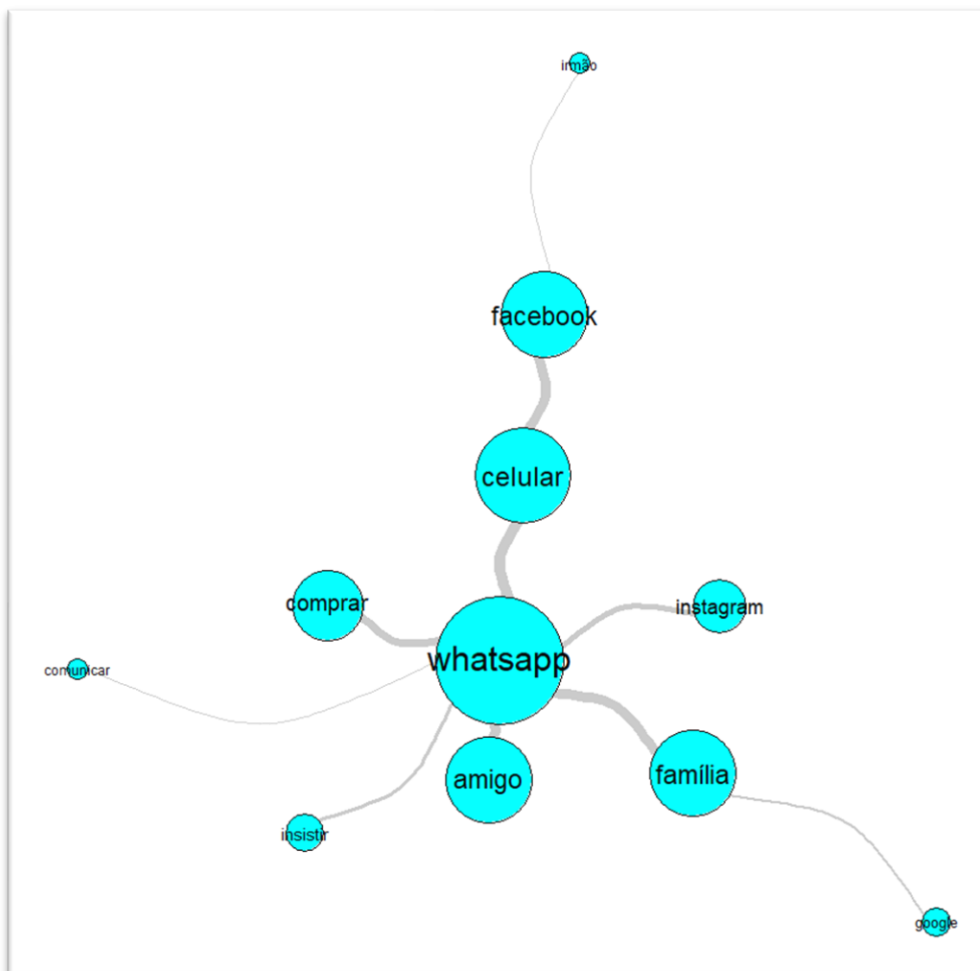 irmão
facebook
celular
comprar
instagram
whatsapp
comunicar
família
amigo
insistir
google